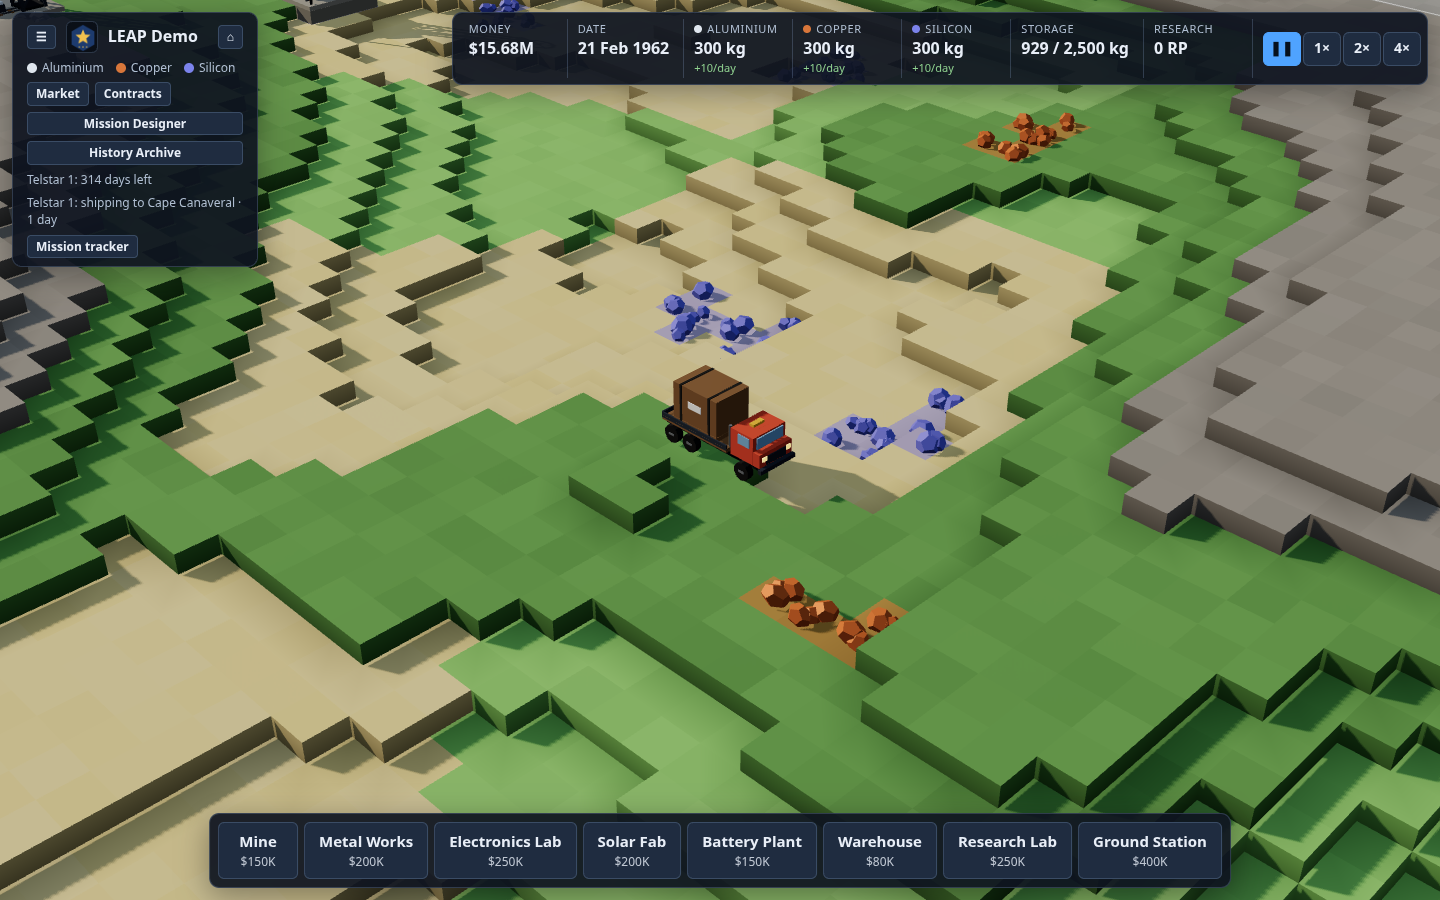 LEAP Demo
Aluminium Copper Silicon
Market Contracts
Mission Designer
History Archive
Telstar 1: 314 days left
Telstar 1: shipping to Cape Canaveral ·
1 day
Mission tracker
MONEY
$15.68M
DATE
21 Feb 1962
ALUMINIUM
300 kg
+10/day
COPPER
300 kg
+10/day
SILICON
300 kg
+10/day
STORAGE
929 / 2,500 kg
RESEARCH
0 RP
1× 2× 4×
Mine
$150K
Metal Works
$200K
Electronics Lab
$250K
Solar Fab
$200K
Battery Plant
$150K
Warehouse
$80K
Research Lab
$250K
Ground Station
$400K